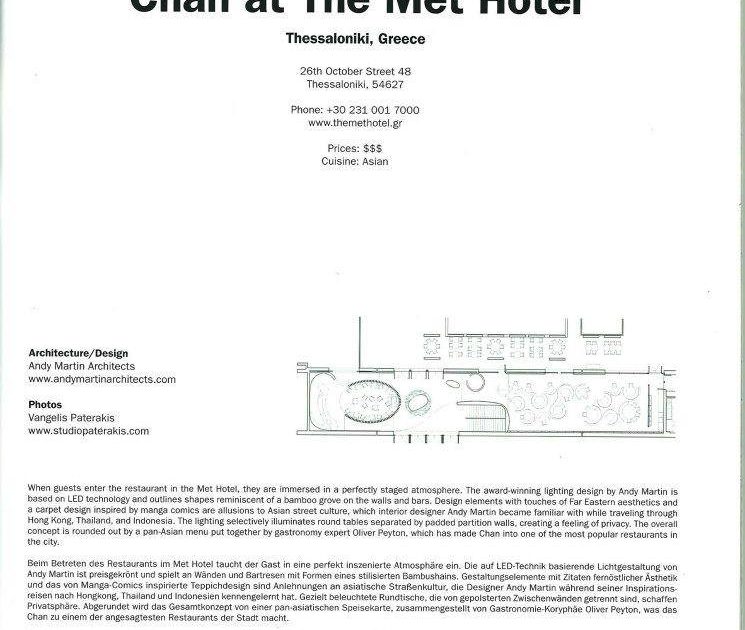 Chan at The Met Hotel
Thessaloniki, Greece
26th October Street 48
Thessaloniki, 54627
Phone: +30 231 001 7000
www.themethotel.gr
Prices: $$$
Cuisine: Asian
Architecture/Design
Andy Martin Architects
www.andymartinarchitects.com
Photos
Vangelis Paterakis
www.studiopaterakis.com
When guests enter the restaurant in the Met Hotel, they are immersed in a perfectly staged atmosphere. The award-winning lighting design by Andy Martin is
based on LED technology and outlines shapes reminiscent of a bamboo grove on the walls and bars. Design elements with touches of Far Eastern aesthetics and
a carpet design inspired by manga comics are allusions to Asian street culture, which interior designer Andy Martin became familiar with while traveling through
Hong Kong, Thailand, and Indonesia. The lighting selectively illuminates round tables separated by padded partition walls, creating a feeling of privacy. The overall
concept is rounded out by a pan-Asian menu put together by gastronomy expert Oliver Peyton, which has made Chan into one of the most popular restaurants in
the city.
Beim Betreten des Restaurants im Met Hotel taucht der Gast in eine perfekt inszenierte Atmosphäre ein. Die auf LED-Technik basierende Lichtgestaltung von
Andy Martin ist preisgekrönt und spielt an Wänden und Bartresen mit Formen eines stilisierten Bambushains. Gestaltungselemente mit Zitaten fernöstlicher Ästhetik
und das von Manga-Comics inspirierte Teppichdesign sind Anlehnungen an asiatische Straßenkultur, die Designer Andy Martin während seiner Inspirations-
reisen nach Hongkong, Thailand und Indonesien kennengelernt hat. Gezielt beleuchtete Rundtische, die von gepolsterten Zwischenwänden getrennt sind, schaffen
Privatsphäre. Abgerundet wird das Gesamtkonzept von einer pan-asiatischen Speisekarte, zusammengestellt von Gastronomie-Koryphäe Oliver Peyton, was das
Chan zu einem der angesagtesten Restaurants der Stadt macht.